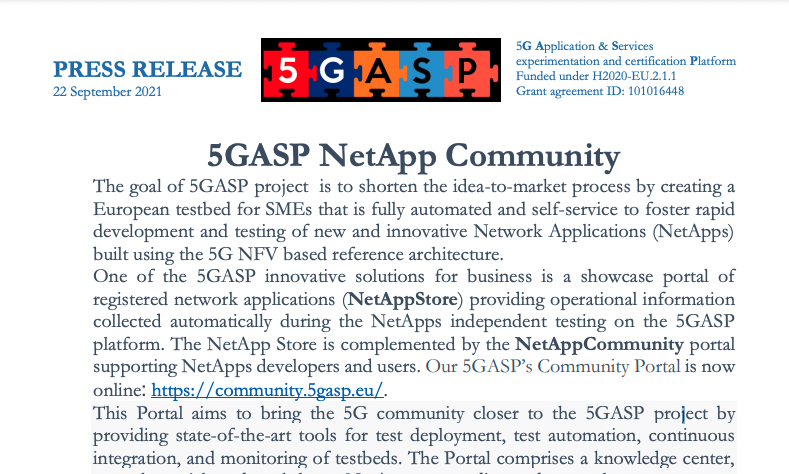 PRESS RELEASE
22 September 2021
5 G A S P
5G Application & Services
experimentation and certification Platform
Funded under H2020-EU.2.1.1
Grant agreement ID: 101016448
5GASP NetApp Community
The goal of 5GASP project is to shorten the idea-to-market process by creating a
European testbed for SMEs that is fully automated and self-service to foster rapid
development and testing of new and innovative Network Applications (NetApps)
built using the 5G NFV based reference architecture.
One of the 5GASP innovative solutions for business is a showcase portal of
registered network applications (NetAppStore) providing operational information
collected automatically during the NetApps independent testing on the 5GASP
platform. The NetApp Store is complemented by the NetAppCommunity portal
supporting NetApps developers and users. Our 5GASP's Community Portal is now
online: https://community.5gasp.eu/.
This Portal aims to bring the 5G community closer to the 5GASP project by
providing state-of-the-art tools for test deployment, test automation, continuous
integration, and monitoring of testbeds. The Portal comprises a knowledge center,